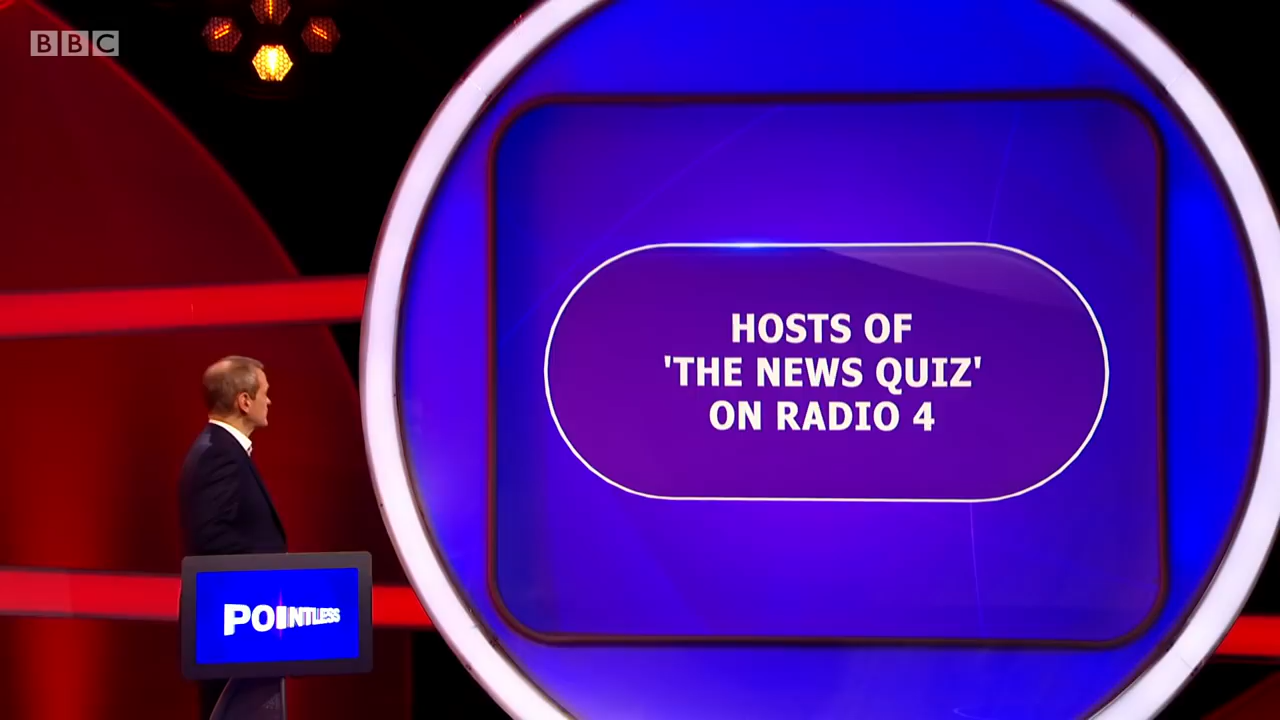 BBC
HOSTS OF
'THE NEWS QUIZ'
ON RADIO 4
POINTLESS